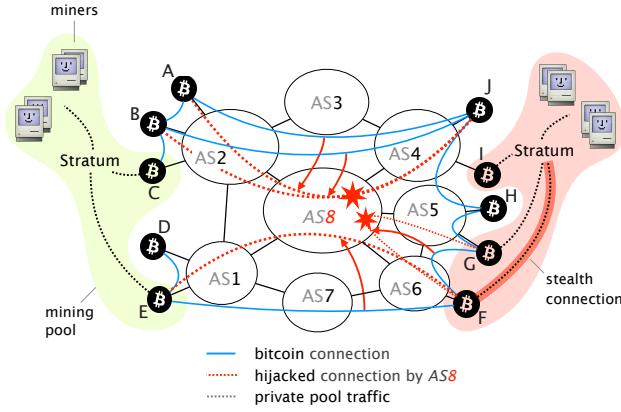 miners
A
J
AS3
B
AS2
AS4
Stratum
I
Stratum
C
H
AS8
AS5
D
G
AS1
AS6
stealth
connection
mining
pool
E
AS7
F
bitcoin connection
hijacked connection by AS8
private pool traffic